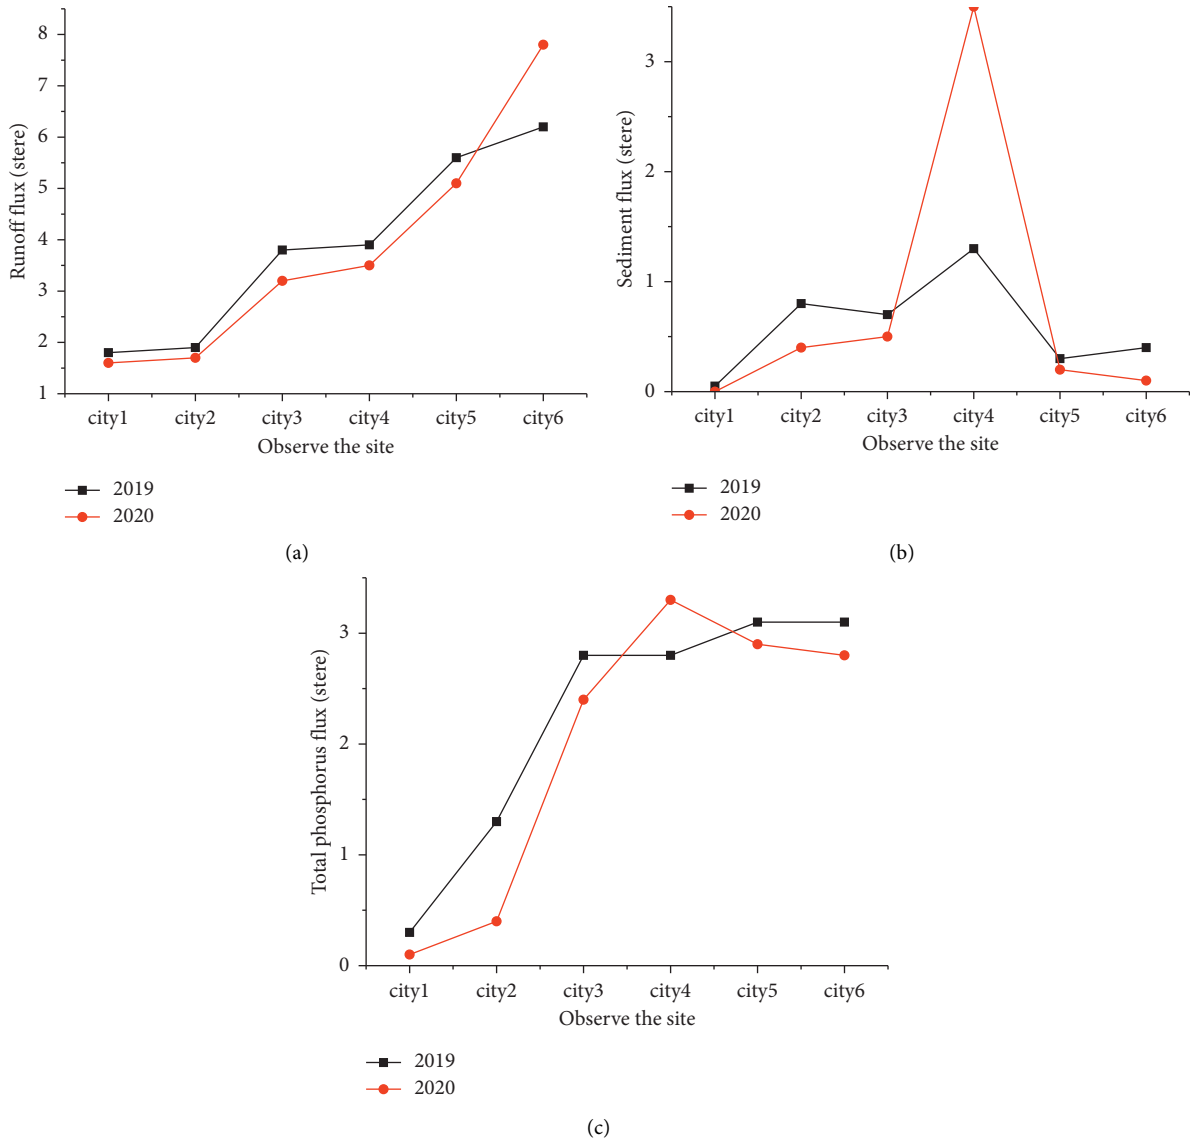 8
7
6
5
4
3
2
1
Runoff flux (stere)
city1 city2 city3 city4 city5 city6
Observe the site
2019
2020
(a)
3
2
1
0
Sediment flux (stere)
city1 city2 city3 city4 city5 city6
Observe the site
2019
2020
(b)
3
2
1
0
Total phosphorus flux (stere)
city1 city2 city3 city4 city5 city6
Observe the site
2019
2020
(c)